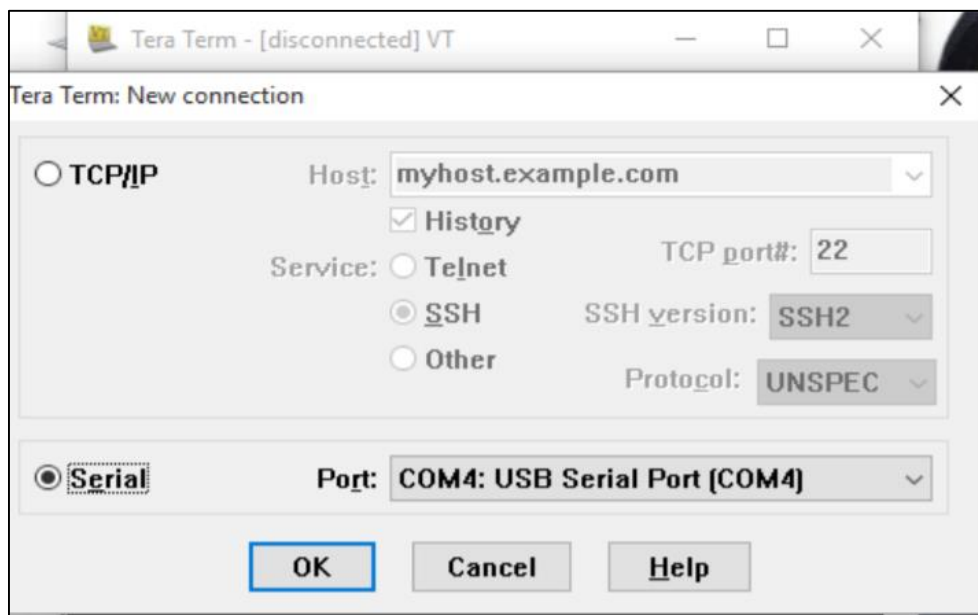 Tera Term - [disconnected] VT
Tera Term: New connection
TCP/IP
Host: myhost.example.com
History
Service: Telnet
TCP port#: 22
SSH
SSH version: SSH2
Other
Protocol: UNSPEC
Serial
Port: COM4: USB Serial Port (COM4)
OK
Cancel
Help